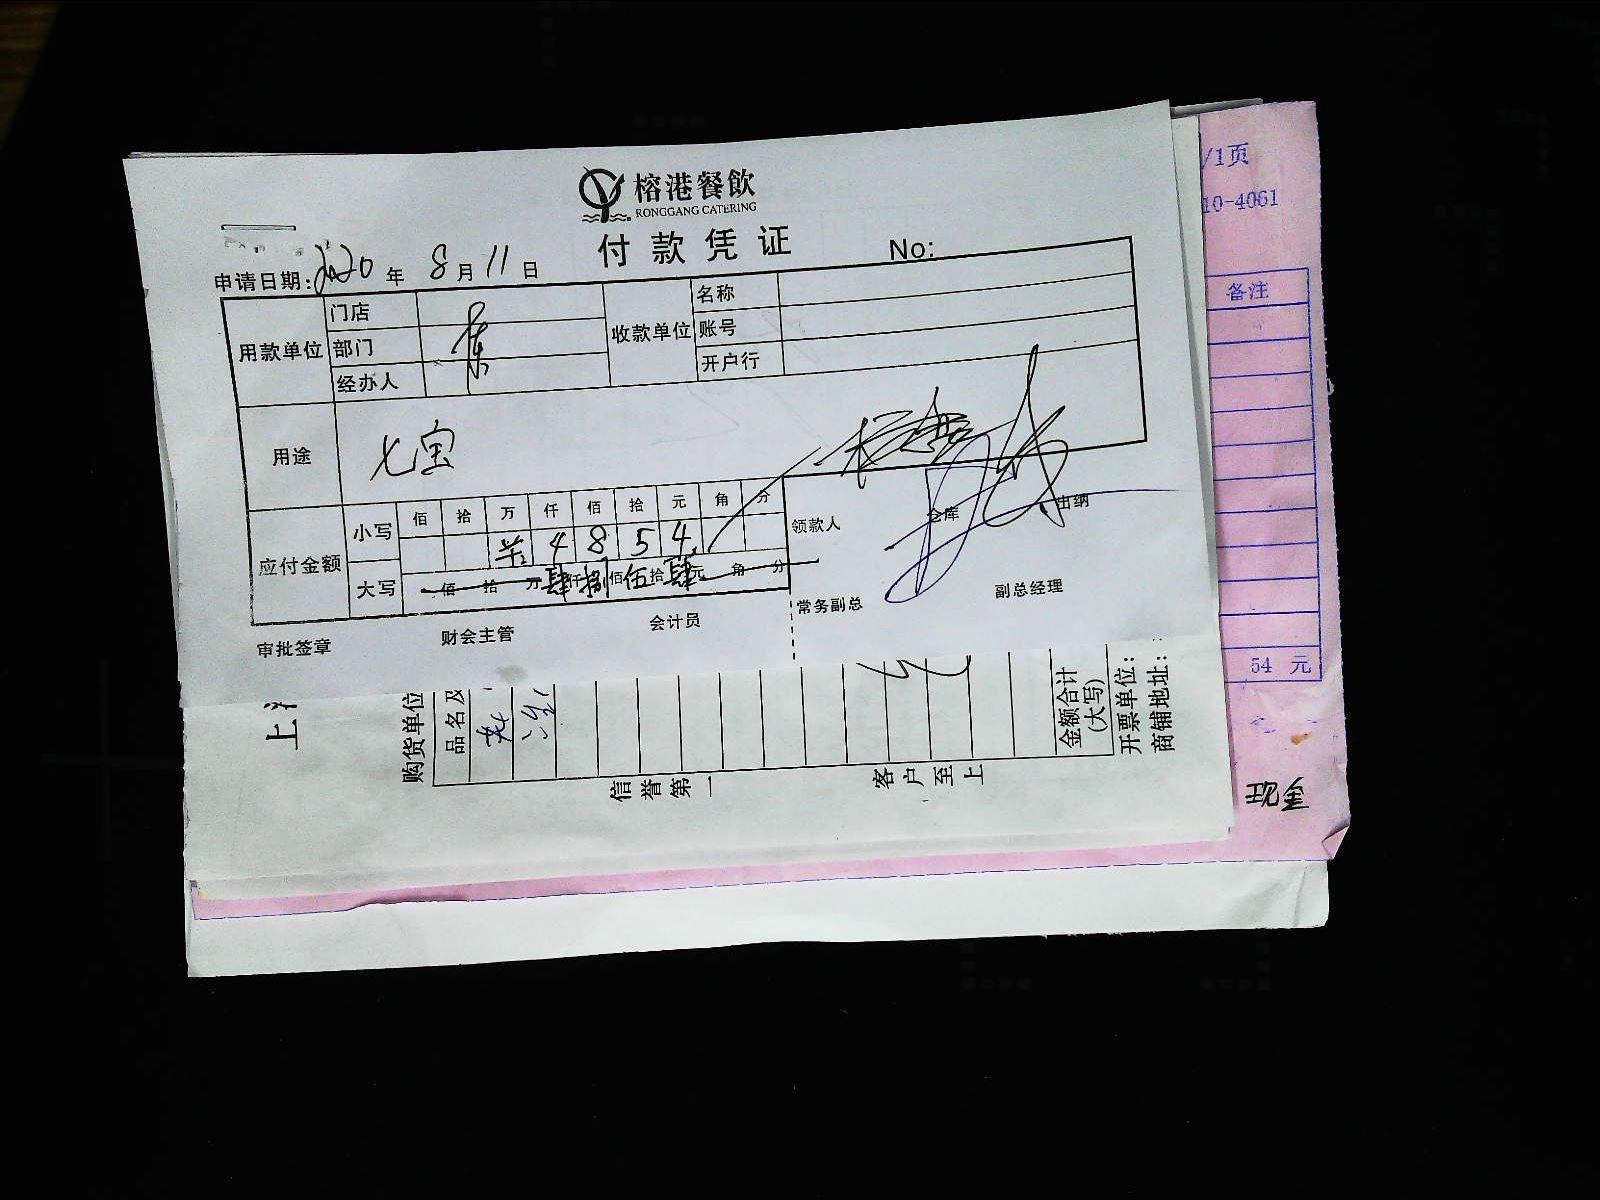 榕港餐飲
RONGGANG CATERING
付款凭证
No:
申请日期:2020年8月11日
用款单位 门店 收款单位 名称
部门 账号
经办人 开户行
用途 七宝
应付金额 小写 佰 拾 万 仟 佰 拾 元 角 分
4 8 5 4
大写 佰 拾 万 肆 仟 捌 佰 伍 拾 肆 元 角 分
领款人 仓库 出纳
常务副总 副总经理
审批签章 财会主管 会计员
/1页
10-4061
备注
54 元
现金
购货单位
品名及
信誉第一
客户至上
金额合计
(大写)
开票单位:
商铺地址:
上